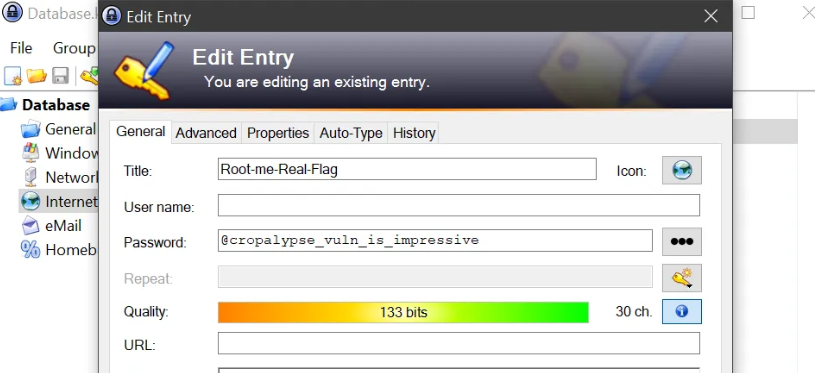 Database.
Edit Entry
File Group
Edit Entry
You are editing an existing entry.
Database
General
Window
Network
Internet
eMail
Homeb
General Advanced Properties Auto-Type History
Title: Root-me-Real-Flag Icon:
User name:
Password: @cropalypse_vuln_is_impressive
Repeat:
Quality: 133 bits 30 ch.
URL: